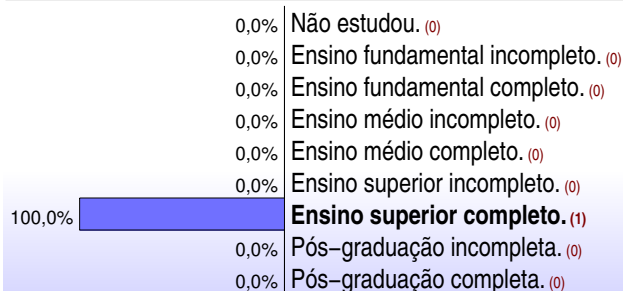 0,0% Não estudou. (0)
0,0% Ensino fundamental incompleto. (0)
0,0% Ensino fundamental completo. (0)
0,0% Ensino médio incompleto. (0)
0,0% Ensino médio completo. (0)
0,0% Ensino superior incompleto. (0)
100,0% Ensino superior completo. (1)
0,0% Pós−graduação incompleta. (0)
0,0% Pós−graduação completa. (0)